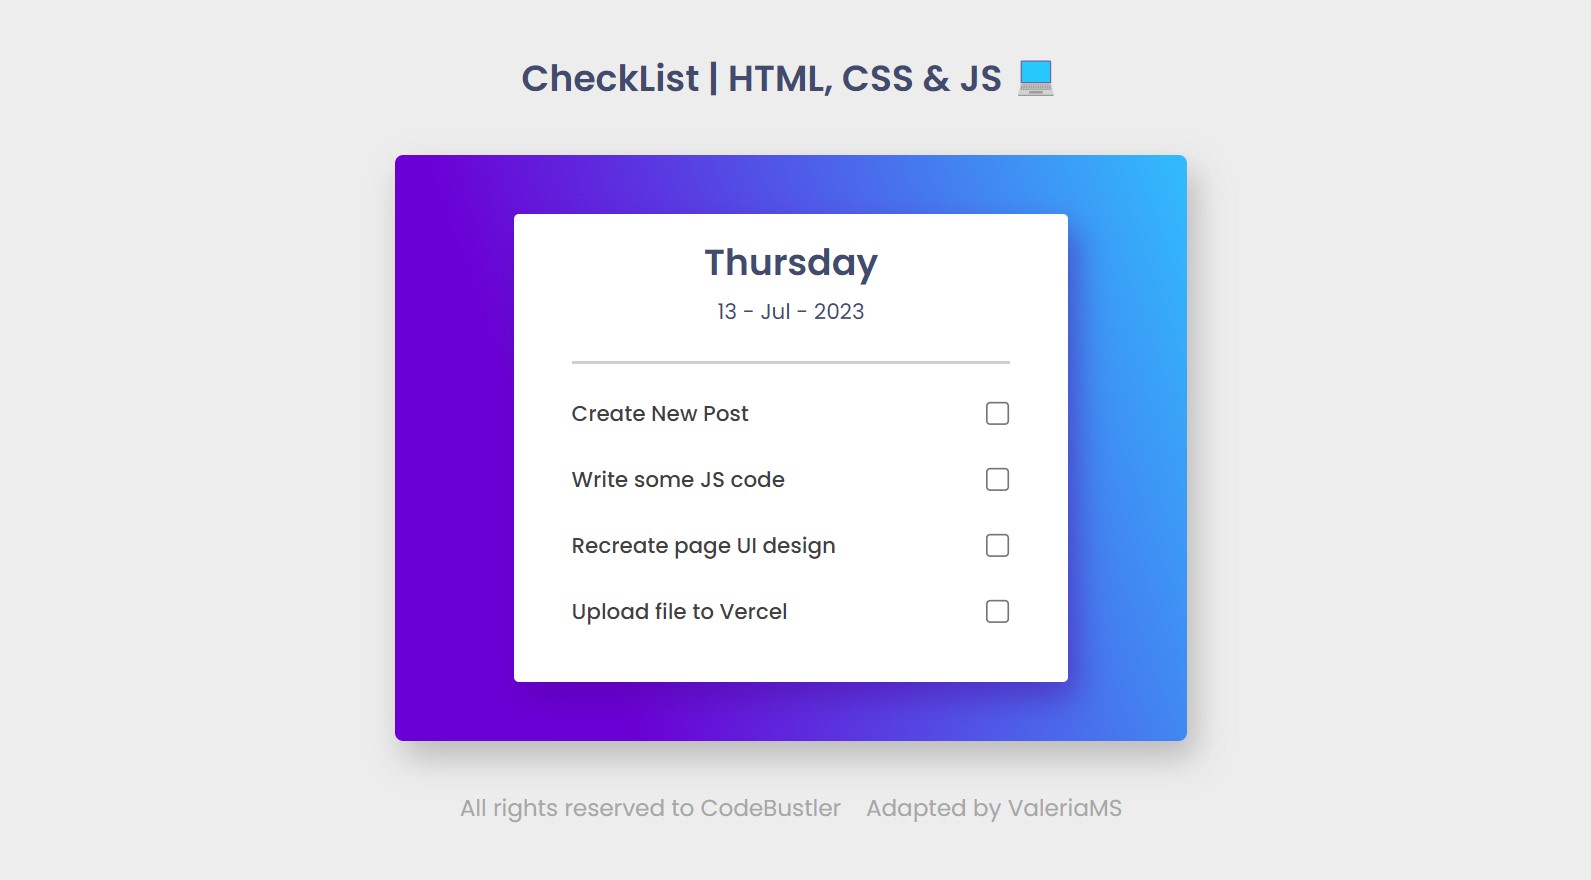 CheckList | HTML, CSS & JS 💻
Thursday
13 - Jul - 2023
Create New Post
Write some JS code
Recreate page UI design
Upload file to Vercel
All rights reserved to CodeBustler Adapted by ValeriaMS